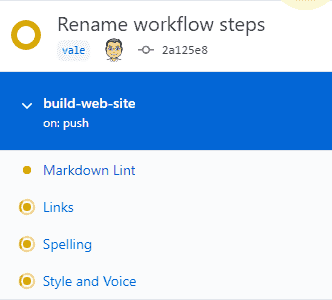 Rename workflow steps
vale 2a125e8
build-web-site
on: push
Markdown Lint
Links
Spelling
Style and Voice